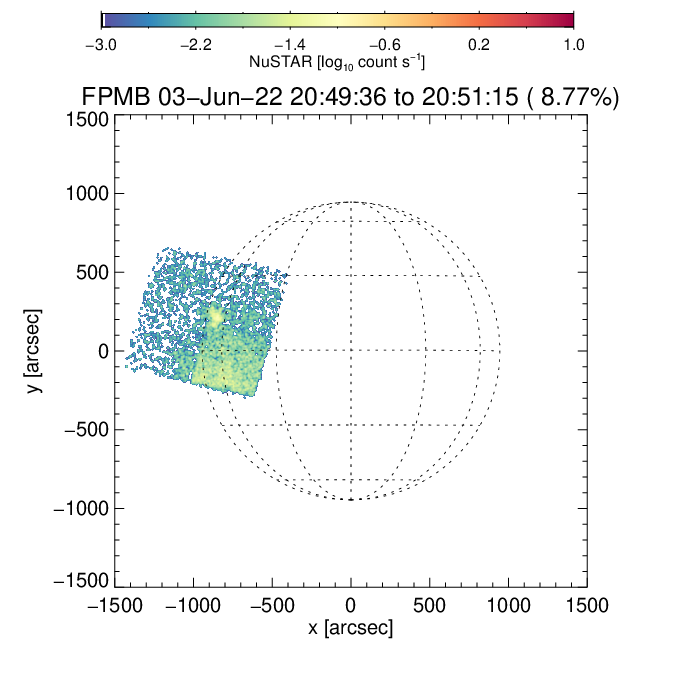 −3.0 −2.2 −1.4 −0.6 0.2 1.0
NuSTAR [log₁₀ count s⁻¹]
FPMB 03−Jun−22 20:49:36 to 20:51:15 ( 8.77%)
1500
1000
500
0
−500
−1000
−1500
y [arcsec]
−1500 −1000 −500 0 500 1000 1500
x [arcsec]